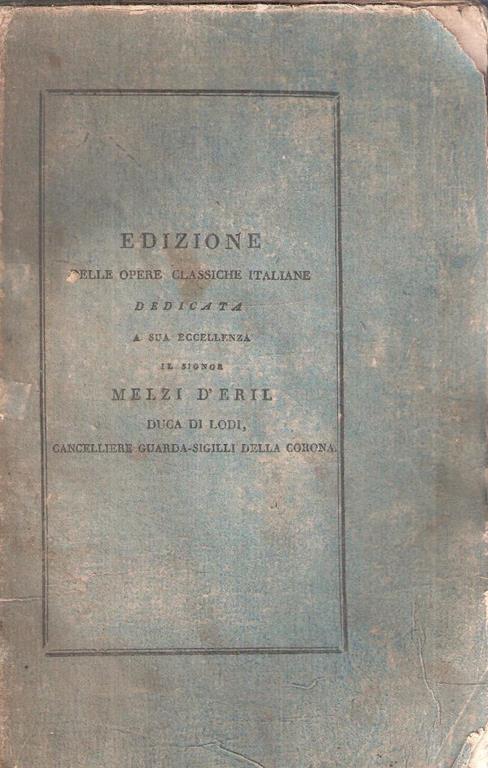 EDIZIONE
DELLE OPERE CLASSICHE ITALIANE
DEDICATA
A SUA ECCELLENZA
IL SIGNOR
MELZI D'ERIL
DUCA DI LODI,
CANCELLIERE GUARDA-SIGILLI DELLA CORONA.